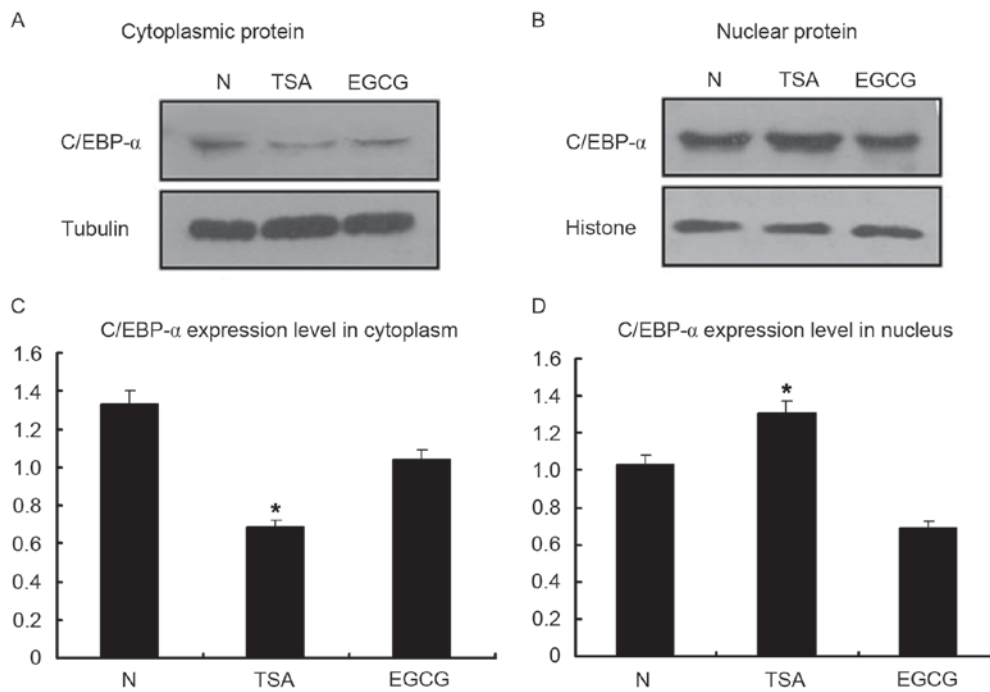 A
Cytoplasmic protein
N TSA EGCG
C/EBP-α
Tubulin
B
Nuclear protein
N TSA EGCG
C/EBP-α
Histone
C
C/EBP-α expression level in cytoplasm
1.6
1.4
1.2
1.0
0.8
0.6
0.4
0.2
0
*
N TSA EGCG
D
C/EBP-α expression level in nucleus
1.6
1.4
1.2
1.0
0.8
0.6
0.4
0.2
0
*
N TSA EGCG